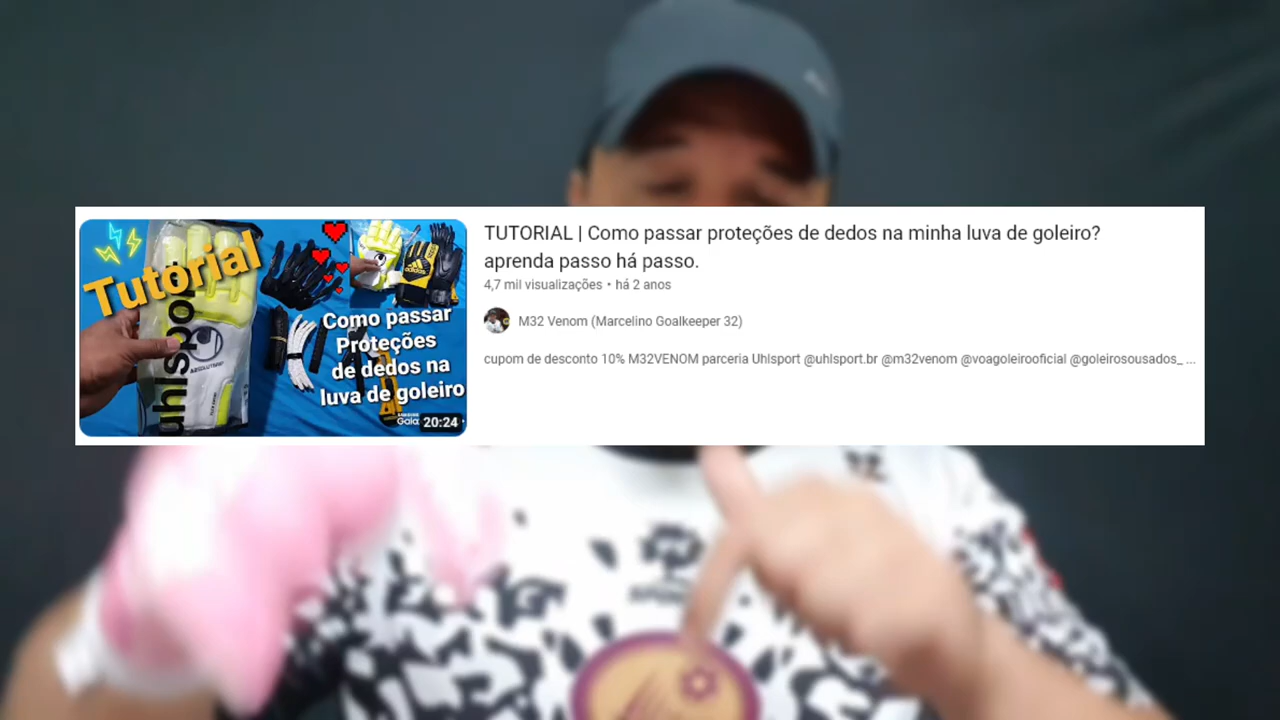 TUTORIAL | Como passar proteções de dedos na minha luva de goleiro?
aprenda passo há passo.
4,7 mil visualizações • há 2 anos
M32 Venom (Marcelino Goalkeeper 32)
cupom de desconto 10% M32VENOM parceria Uhlsport @uhlsport.br @m32venom @voagoleirooficial @goleirosousados_ ...
Tutorial
uhlsport
Como passar
Proteções
de dedos na
luva de goleiro
20:24
adidas